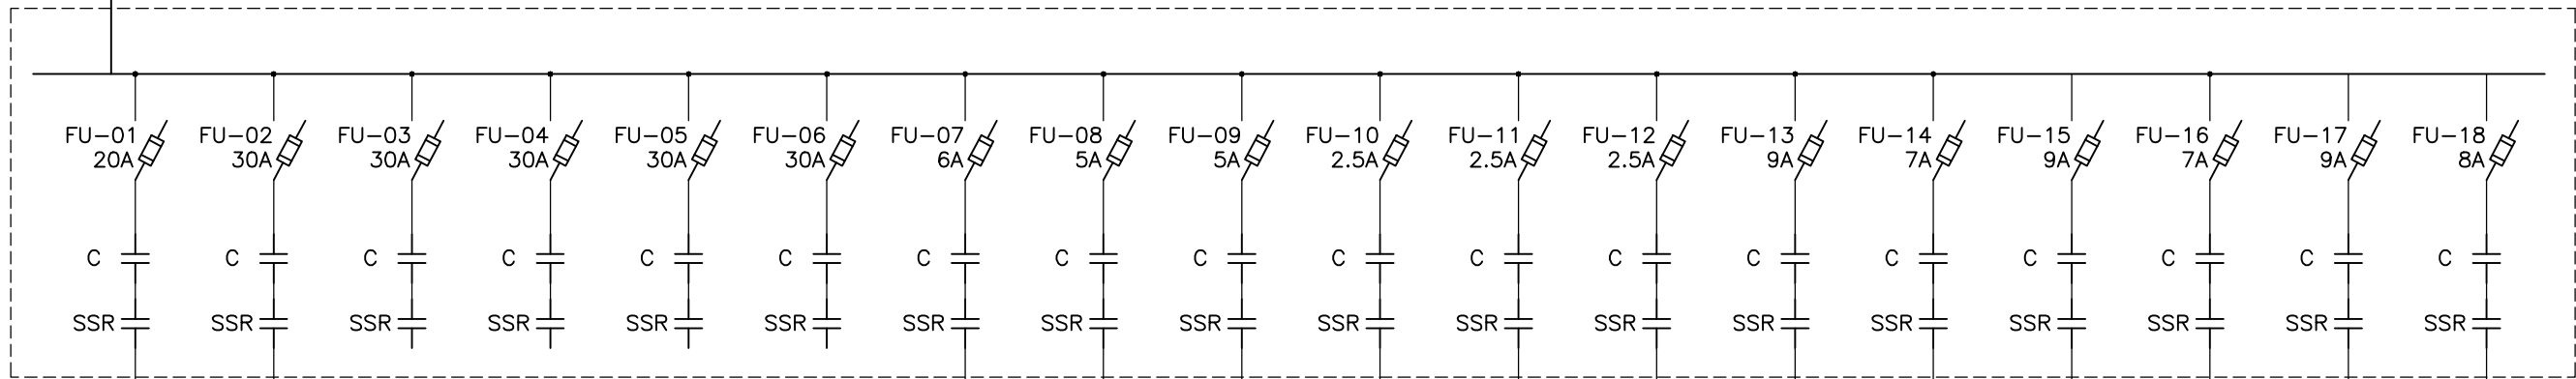 FU-01 FU-02 FU-03 FU-04 FU-05 FU-06 FU-07 FU-08 FU-09 FU-10 FU-11 FU-12 FU-13 FU-14 FU-15 FU-16 FU-17 FU-18
20A 30A 30A 30A 30A 30A 6A 5A 5A 2.5A 2.5A 2.5A 9A 7A 9A 7A 9A 8A
C C C C C C C C C C C C C C C C C C
SSR SSR SSR SSR SSR SSR SSR SSR SSR SSR SSR SSR SSR SSR SSR SSR SSR SSR